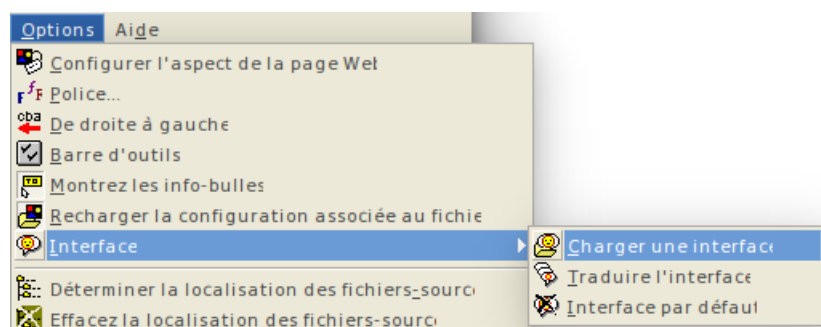 Options Aide
Configurer l'aspect de la page Web
Police...
De droite à gauche
Barre d'outils
Montrez les info-bulles
Recharger la configuration associée au fichie
Interface
Charger une interface
Traduire l'interface
Interface par défaut
Déterminer la localisation des fichiers-source
Effacez la localisation des fichiers-source